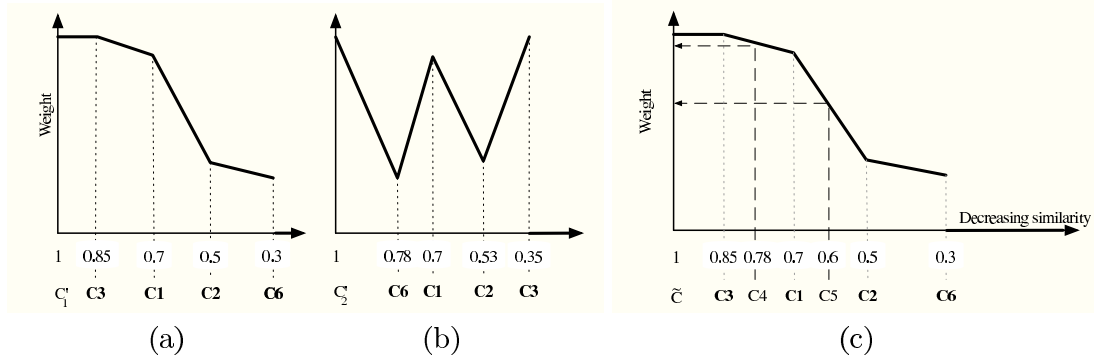 Weight
1 0.85 0.7 0.5 0.3
C'1 C3 C1 C2 C6
(a)
1 0.78 0.7 0.53 0.35
C'2 C6 C1 C2 C3
(b)
Weight
Decreasing similarity
1 0.85 0.78 0.7 0.6 0.5 0.3
C̃ C3 C4 C1 C5 C2 C6
(c)